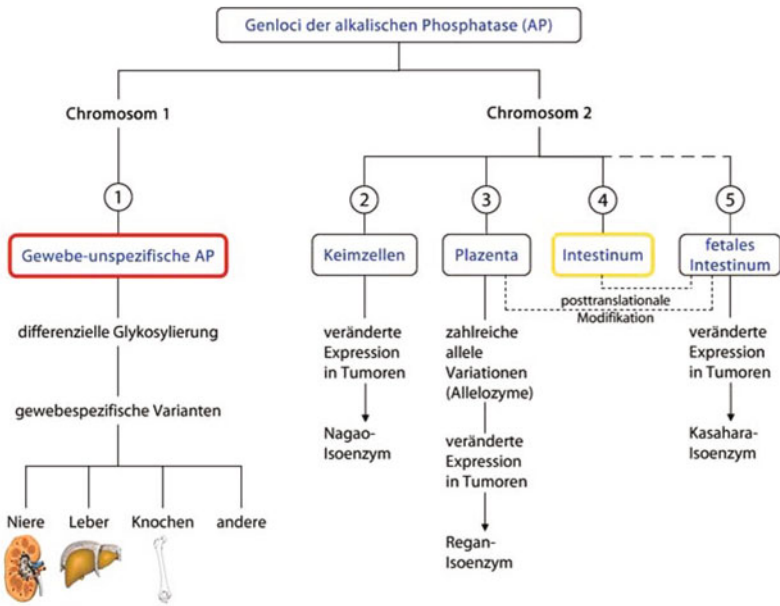 Genloci der alkalischen Phosphatase (AP)
Chromosom 1
Chromosom 2
1
2
3
4
5
Gewebe-unspezifische AP
Keimzellen
Plazenta
Intestinum
fetales
Intestinum
posttranslationale
Modifikation
differenzielle Glykosylierung
gewebespezifische Varianten
Niere
Leber
Knochen
andere
veränderte
Expression
in Tumoren
Nagao-
Isoenzym
zahlreiche
allele
Variationen
(Allelozyme)
veränderte
Expression
in Tumoren
Regan-
Isoenzym
veränderte
Expression
in Tumoren
Kasahara-
Isoenzym